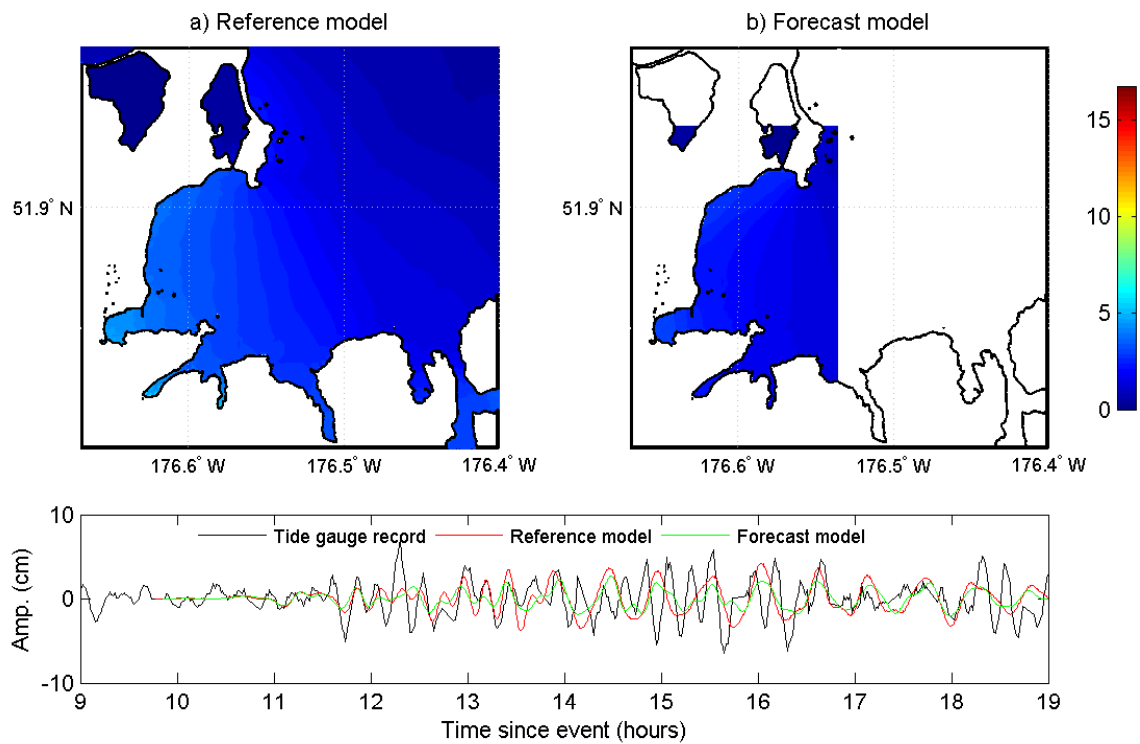 a) Reference model
b) Forecast model
51.9° N
51.9° N
15
10
5
0
176.6° W
176.5° W
176.4° W
176.6° W
176.5° W
176.4° W
10
0
-10
Amp. (cm)
Tide gauge record
Reference model
Forecast model
9
10
11
12
13
14
15
16
17
18
19
Time since event (hours)